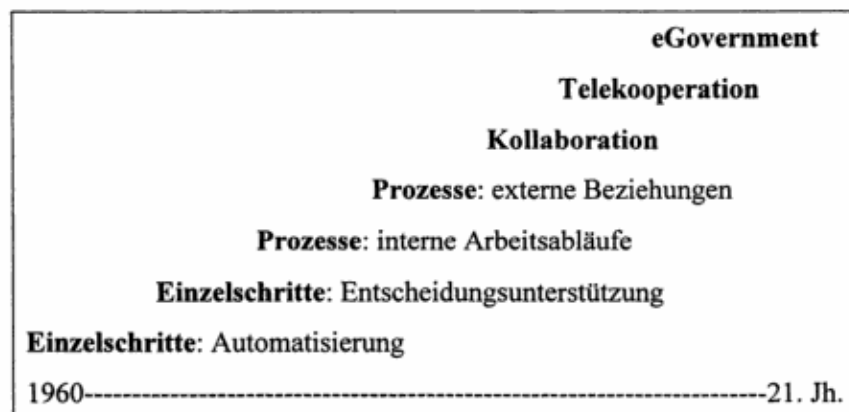 eGovernment
Telekooperation
Kollaboration
Prozesse: externe Beziehungen
Prozesse: interne Arbeitsabläufe
Einzelschritte: Entscheidungsunterstützung
Einzelschritte: Automatisierung
1960-----------------------------------------------------------------------21. Jh.